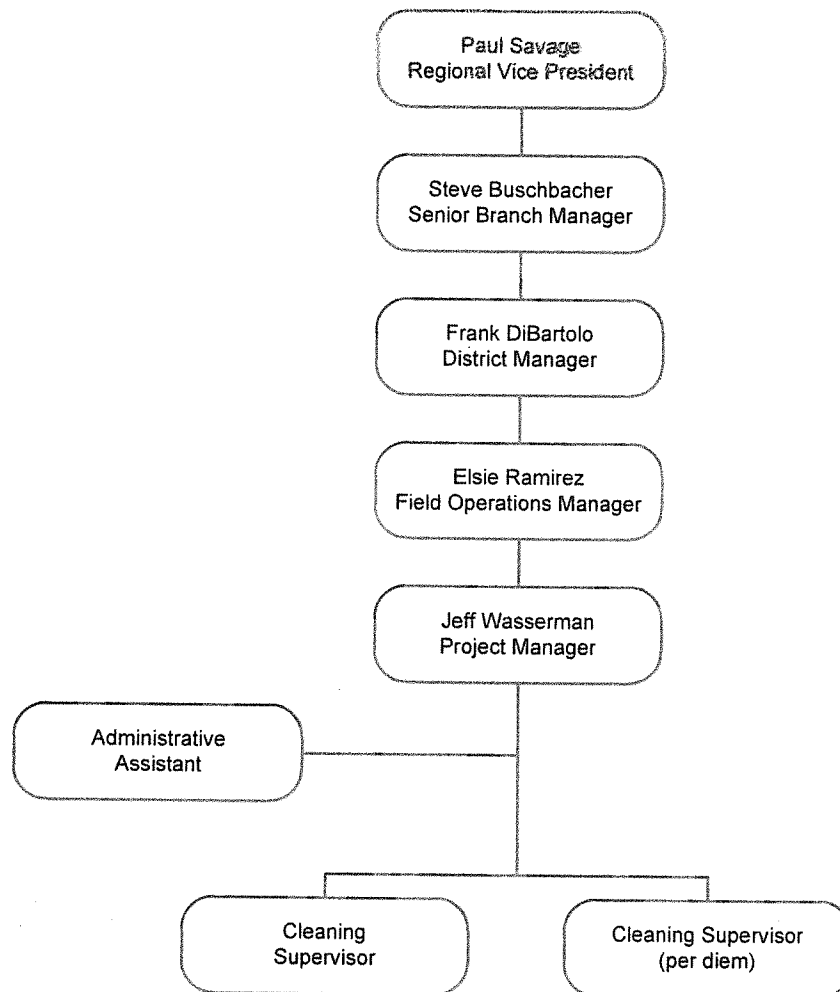 Paul Savage
Regional Vice President
Steve Buschbacher
Senior Branch Manager
Frank DiBartolo
District Manager
Elsie Ramirez
Field Operations Manager
Jeff Wasserman
Project Manager
Administrative
Assistant
Cleaning
Supervisor
Cleaning Supervisor
(per diem)